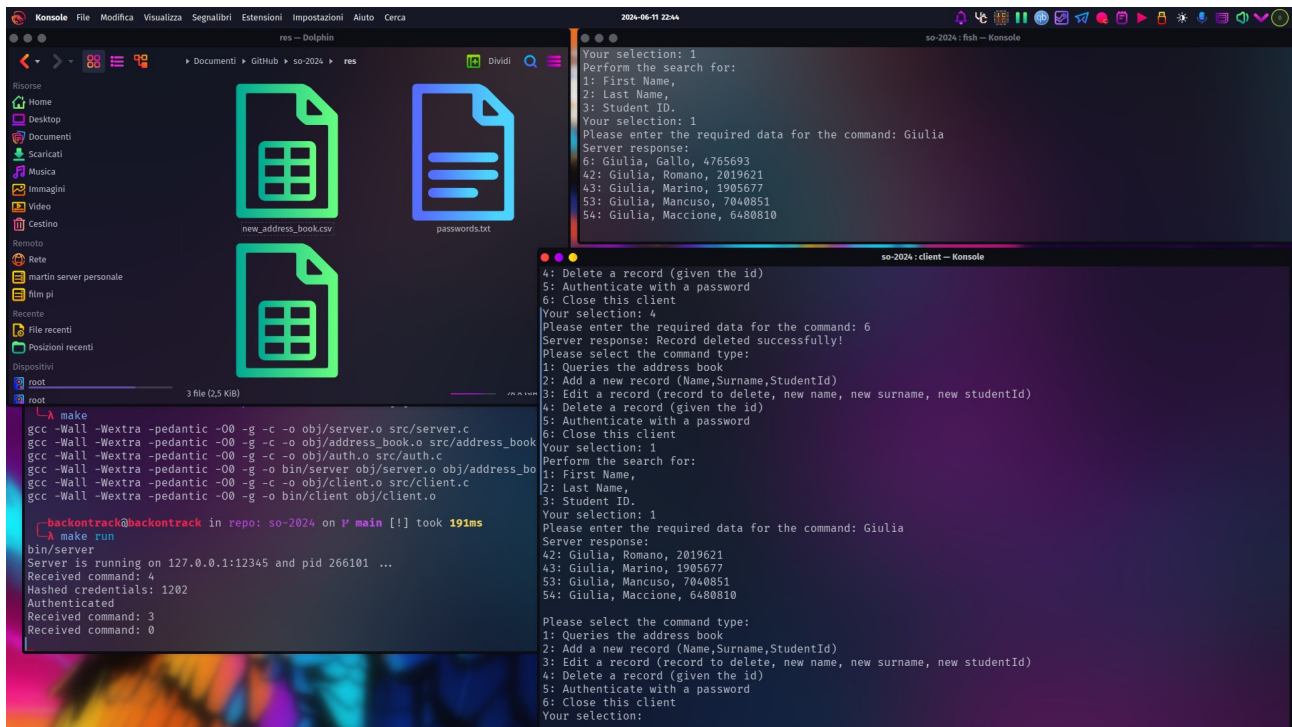 Konsole File Modifica Visualizza Segnalibri Estensioni Impostazioni Aiuto Cerca
2024-06-11 22:44
res — Dolphin
Documenti GitHub so-2024 res
Dividi
Risorse
Home
Desktop
Documenti
Scaricati
Musica
Immagini
Video
Cestino
Remoto
Rete
martin server personale
film pi
Recente
File recenti
Posizioni recenti
Dispositivi
root
root
new_address_book.csv
passwords.txt
3 file (2,5 KiB)
so-2024 : fish — Konsole
Your selection: 1
Perform the search for:
1: First Name,
2: Last Name,
3: Student ID.
Your selection: 1
Please enter the required data for the command: Giulia
Server response:
6: Giulia, Gallo, 4765693
42: Giulia, Romano, 2019621
43: Giulia, Marino, 1905677
53: Giulia, Mancuso, 7040851
54: Giulia, Maccione, 6480810
λ make
gcc -Wall -Wextra -pedantic -O0 -g -c -o obj/server.o src/server.c
gcc -Wall -Wextra -pedantic -O0 -g -c -o obj/address_book.o src/address_book
gcc -Wall -Wextra -pedantic -O0 -g -c -o obj/auth.o src/auth.c
gcc -Wall -Wextra -pedantic -O0 -g -o bin/server obj/server.o obj/address_bo
gcc -Wall -Wextra -pedantic -O0 -g -c -o obj/client.o src/client.c
gcc -Wall -Wextra -pedantic -O0 -g -o bin/client obj/client.o
backontrack@backontrack in repo: so-2024 on main [!] took 191ms
λ make run
bin/server
Server is running on 127.0.0.1:12345 and pid 266101 ...
Received command: 4
Hashed credentials: 1202
Authenticated
Received command: 3
Received command: 0
so-2024 : client — Konsole
4: Delete a record (given the id)
5: Authenticate with a password
6: Close this client
Your selection: 4
Please enter the required data for the command: 6
Server response: Record deleted successfully!
Please select the command type:
1: Queries the address book
2: Add a new record (Name,Surname,StudentId)
3: Edit a record (record to delete, new name, new surname, new studentId)
4: Delete a record (given the id)
5: Authenticate with a password
6: Close this client
Your selection: 1
Perform the search for:
1: First Name,
2: Last Name,
3: Student ID.
Your selection: 1
Please enter the required data for the command: Giulia
Server response:
42: Giulia, Romano, 2019621
43: Giulia, Marino, 1905677
53: Giulia, Mancuso, 7040851
54: Giulia, Maccione, 6480810
Please select the command type:
1: Queries the address book
2: Add a new record (Name,Surname,StudentId)
3: Edit a record (record to delete, new name, new surname, new studentId)
4: Delete a record (given the id)
5: Authenticate with a password
6: Close this client
Your selection: